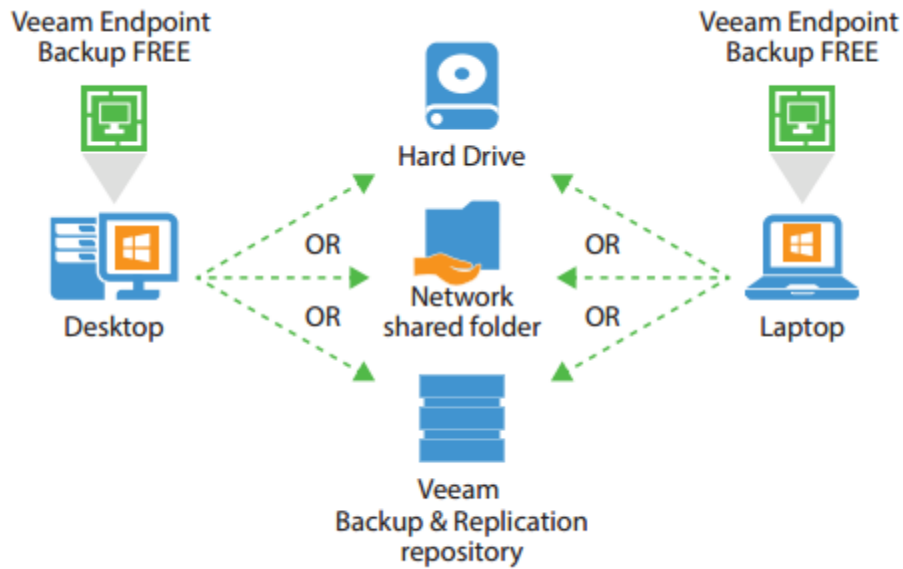 Veeam Endpoint
Backup FREE
Veeam Endpoint
Backup FREE
Hard Drive
OR
OR
Network
shared folder
OR
OR
Desktop
Laptop
Veeam
Backup & Replication
repository